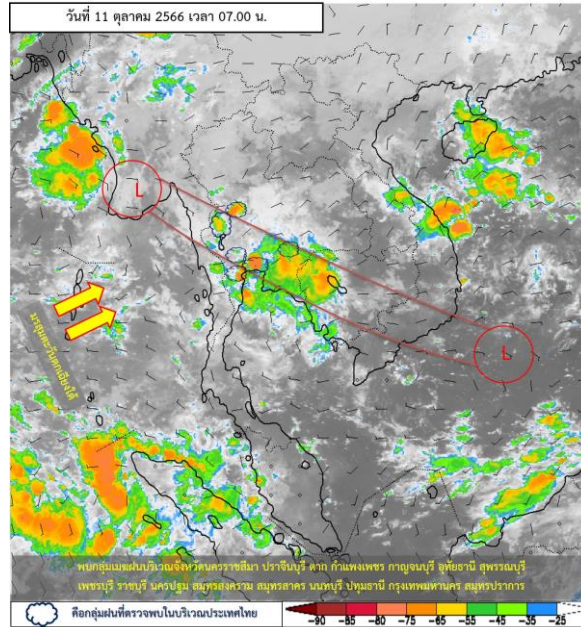 วันที่ 11 ตุลาคม 2566 เวลา 07.00 น.
L
L
มรสุมตะวันตกเฉียงใต้
พบกลุ่มเมฆฝนบริเวณจังหวัดนครราชสีมา ปราจีนบุรี ตาก กำแพงเพชร กาญจนบุรี อุทัยธานี สุพรรณบุรี
เพชรบุรี ราชบุรี นครปฐม สมุทรสงคราม สมุทรสาคร นนทบุรี ปทุมธานี กรุงเทพมหานคร สมุทรปราการ
คือกลุ่มฝนที่ตรวจพบในบริเวณประเทศไทย
-90 -85 -80 -75 -65 -55 -45 -35 -25